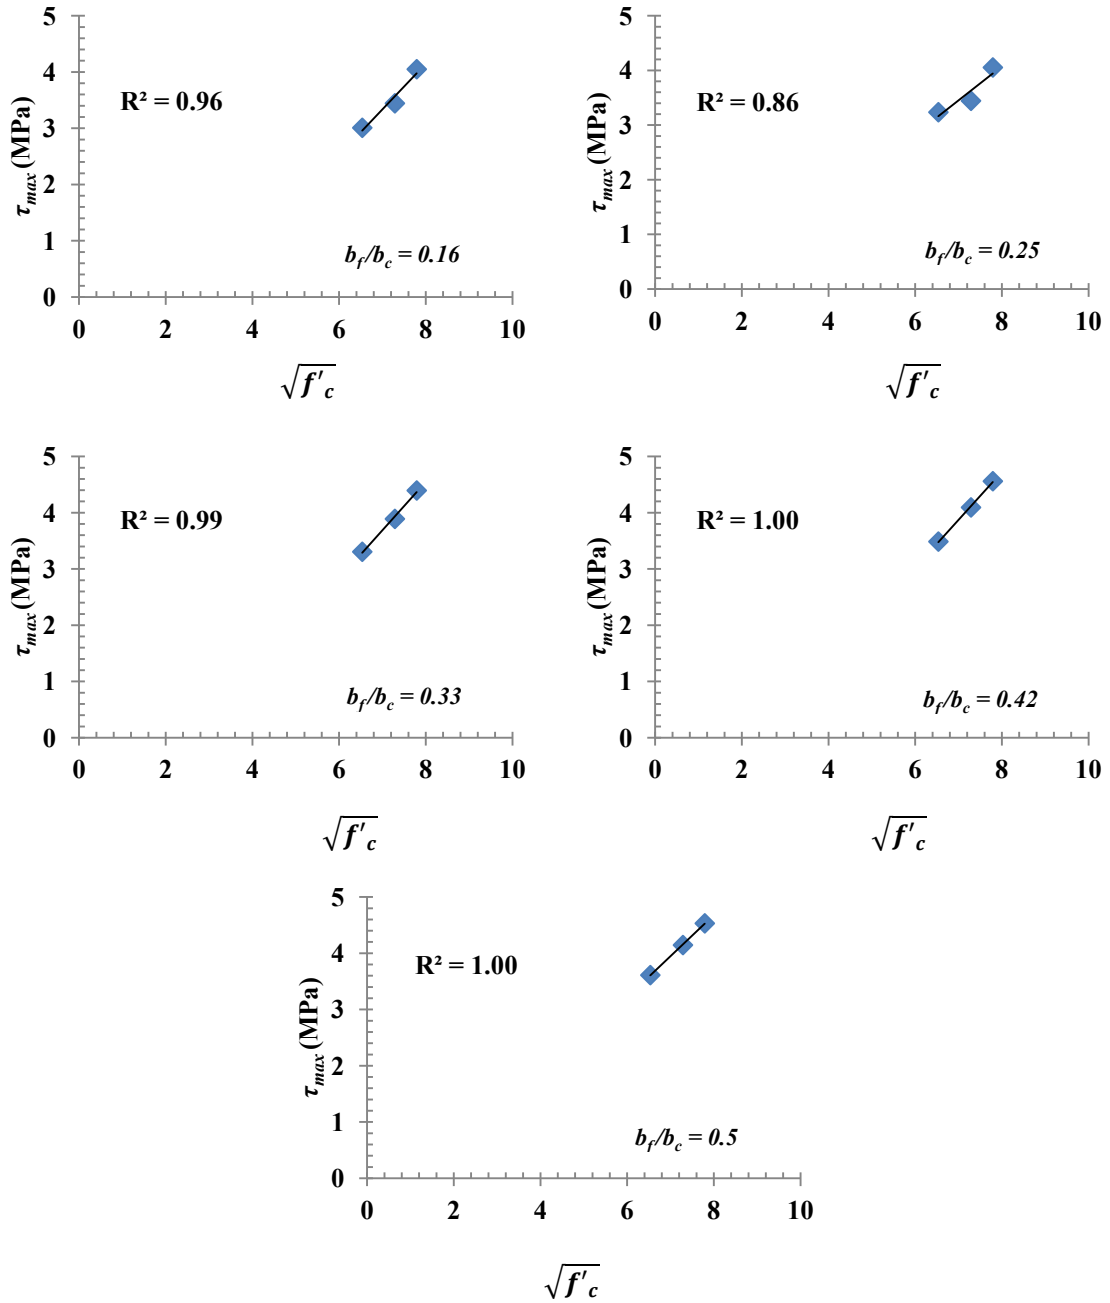 5
4
3
2
1
0
τmax (MPa)
R² = 0.96
bf/bc = 0.16
0 2 4 6 8 10
√f'c
5
4
3
2
1
0
τmax (MPa)
R² = 0.86
bf/bc = 0.25
0 2 4 6 8 10
√f'c
5
4
3
2
1
0
τmax (MPa)
R² = 0.99
bf/bc = 0.33
0 2 4 6 8 10
√f'c
5
4
3
2
1
0
τmax (MPa)
R² = 1.00
bf/bc = 0.42
0 2 4 6 8 10
√f'c
5
4
3
2
1
0
τmax (MPa)
R² = 1.00
bf/bc = 0.5
0 2 4 6 8 10
√f'c